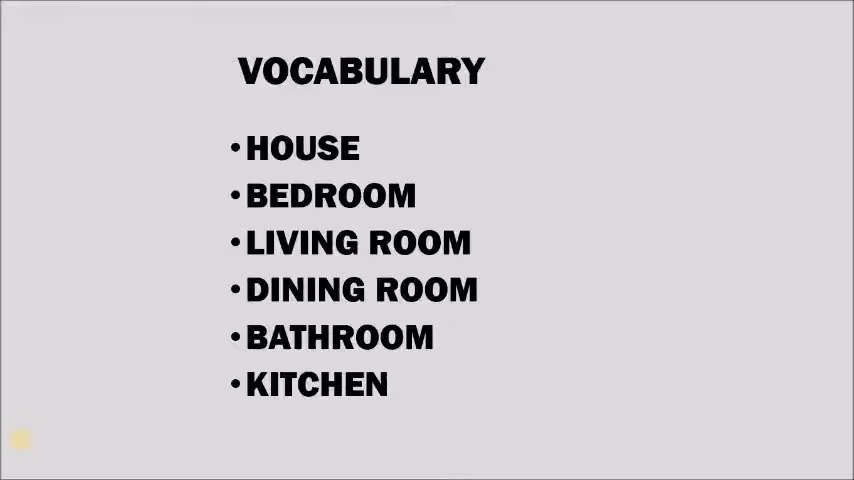 VOCABULARY
• HOUSE
• BEDROOM
• LIVING ROOM
• DINING ROOM
• BATHROOM
• KITCHEN